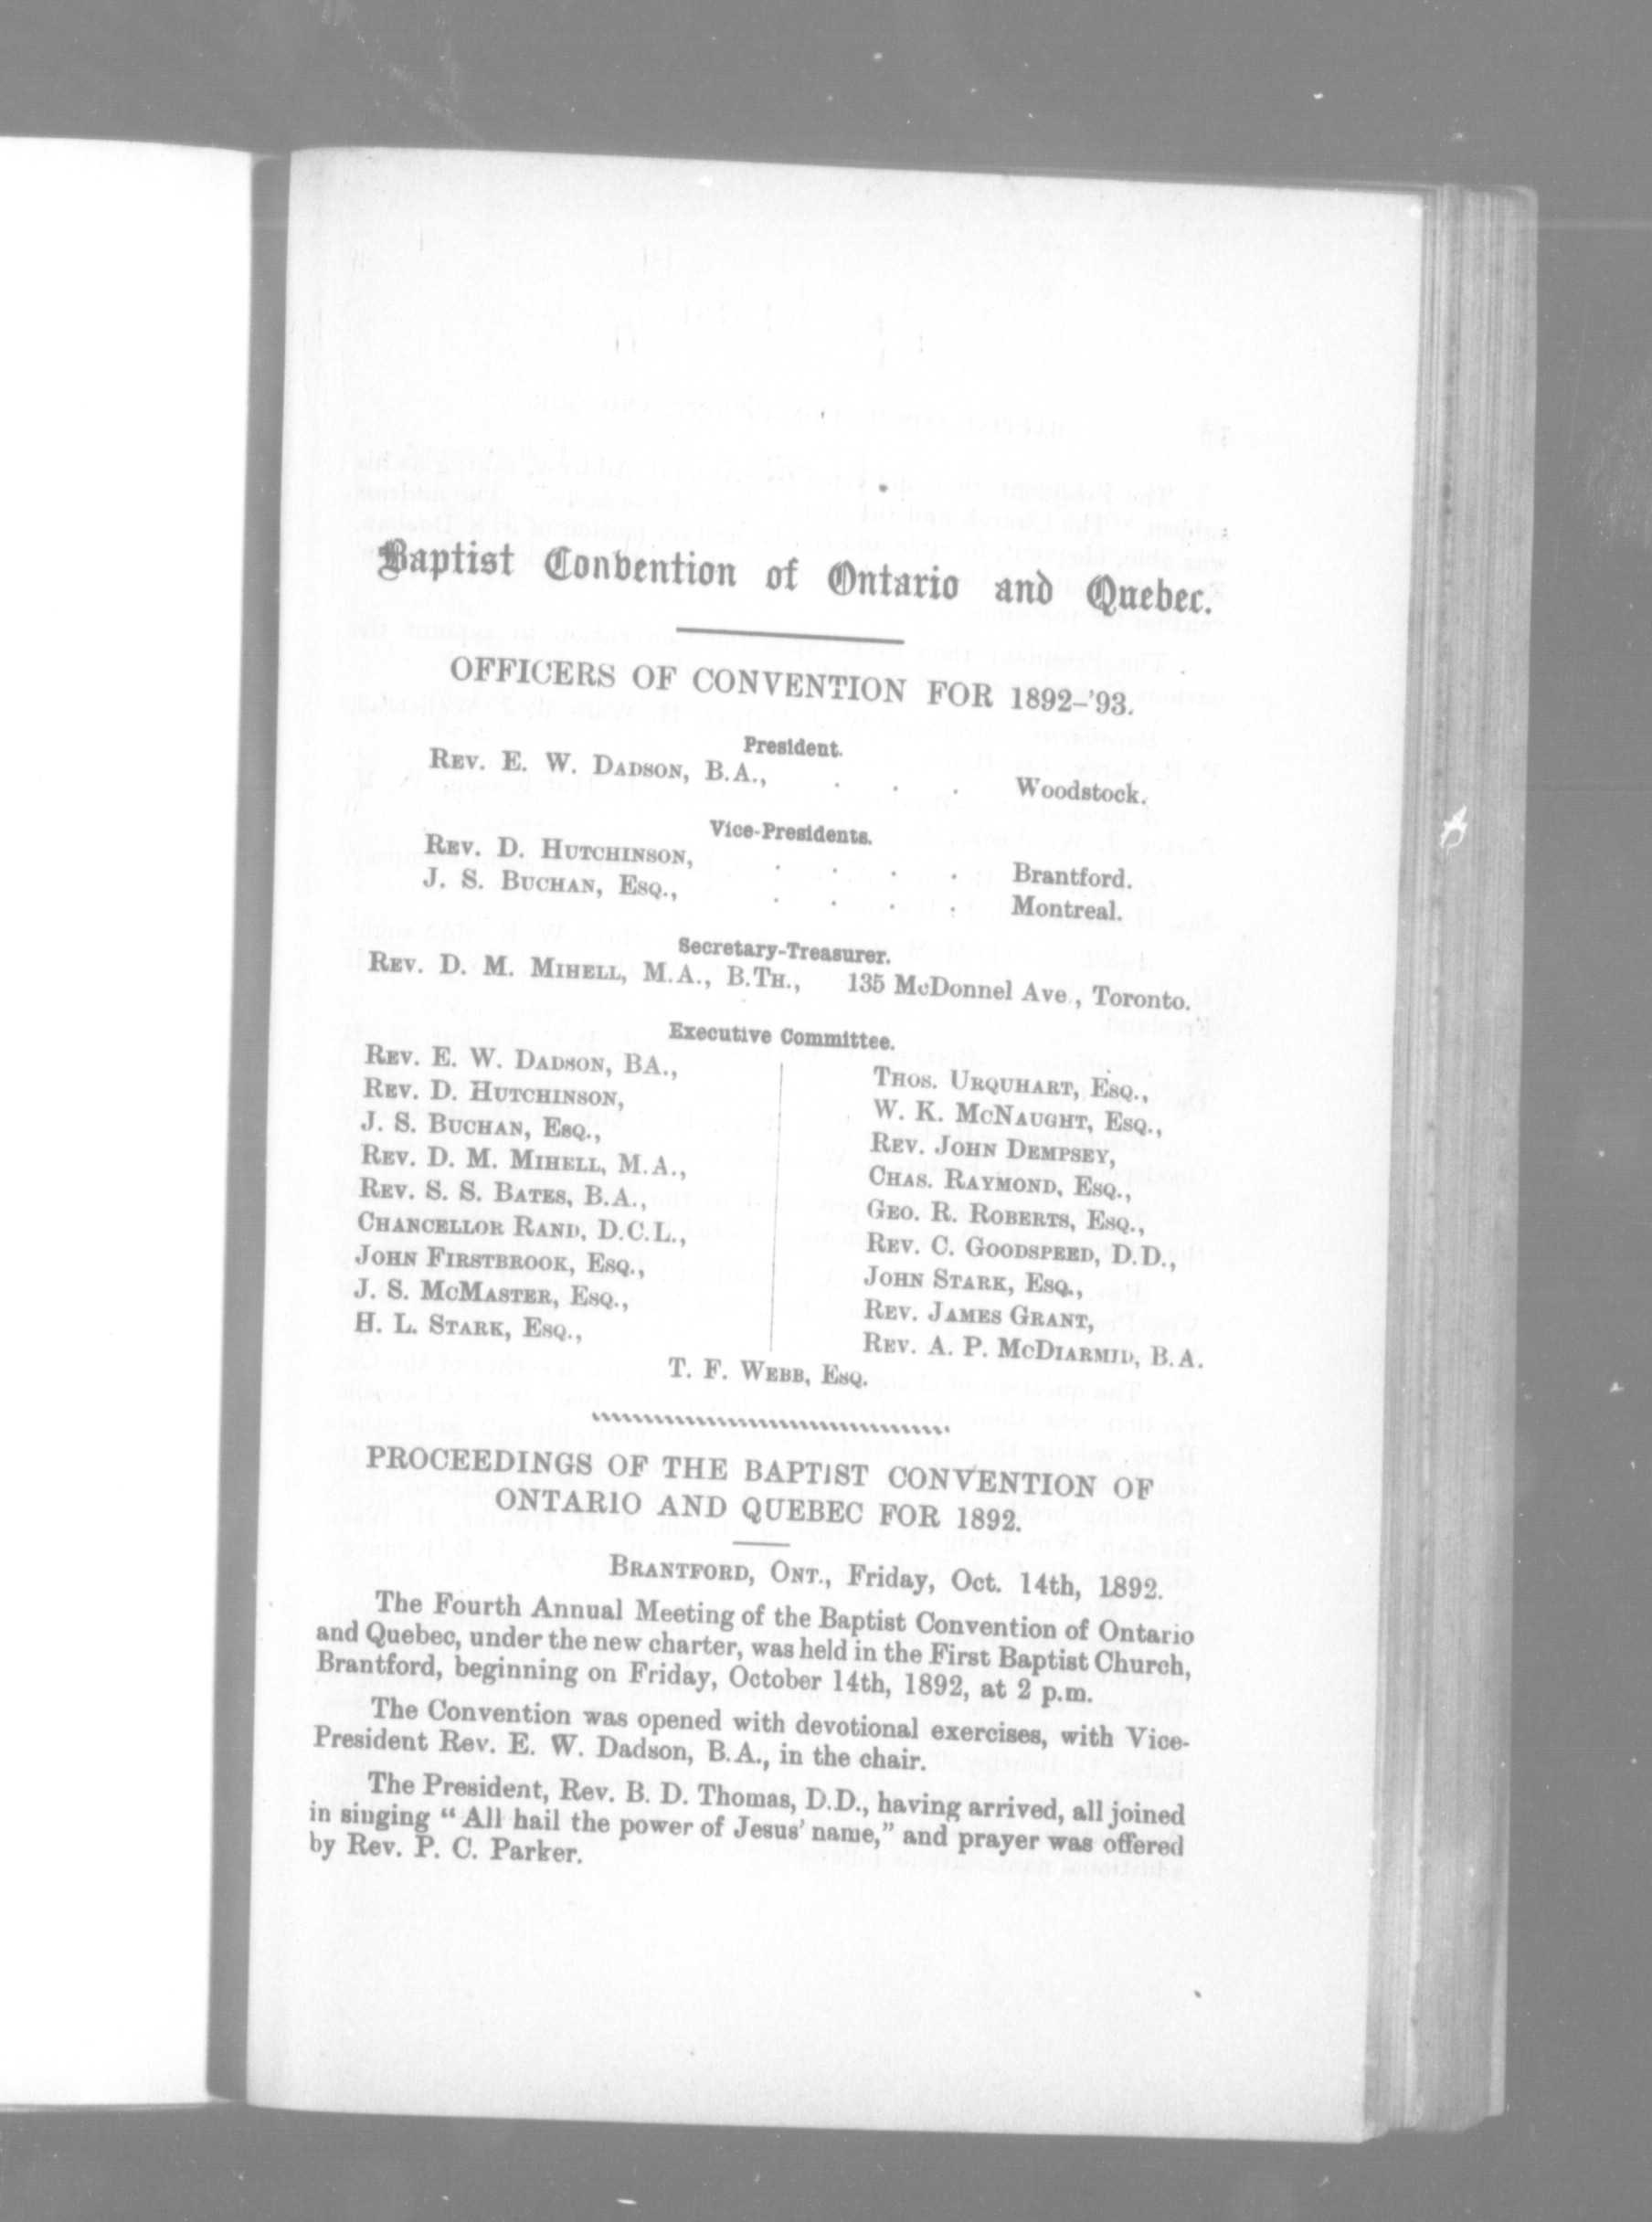 Baptist Convention of Ontario and Quebec.
OFFICERS OF CONVENTION FOR 1892-'93.
President.
REV. E. W. DADSON, B.A., . . . Woodstock.
Vice-Presidents.
REV. D. HUTCHINSON, . . . . Brantford.
J. S. BUCHAN, ESQ., . . . . Montreal.
Secretary-Treasurer.
REV. D. M. MIHELL, M.A., B.TH., 135 McDonnel Ave, Toronto.
Executive Committee.
REV. E. W. DADSON, BA.,
REV. D. HUTCHINSON,
J. S. BUCHAN, ESQ.,
REV. D. M. MIHELL, M.A.,
REV. S. S. BATES, B.A.,
CHANCELLOR RAND, D.C.L.,
JOHN FIRSTBROOK, ESQ.,
J. S. MCMASTER, ESQ.,
H. L. STARK, ESQ.,
THOS. URQUHART, ESQ.,
W. K. MCNAUGHT, ESQ.,
REV. JOHN DEMPSEY,
CHAS. RAYMOND, ESQ.,
GEO. R. ROBERTS, ESQ.,
REV. C. GOODSPEED, D.D.,
JOHN STARK, ESQ.,
REV. JAMES GRANT,
REV. A. P. MCDIARMID, B.A.
T. F. WEBB, ESQ.
PROCEEDINGS OF THE BAPTIST CONVENTION OF
ONTARIO AND QUEBEC FOR 1892.
BRANTFORD, ONT., Friday, Oct. 14th, 1892.
The Fourth Annual Meeting of the Baptist Convention of Ontario
and Quebec, under the new charter, was held in the First Baptist Church,
Brantford, beginning on Friday, October 14th, 1892, at 2 p.m.
The Convention was opened with devotional exercises, with Vice-
President Rev. E. W. Dadson, B.A., in the chair.
The President, Rev. B. D. Thomas, D.D., having arrived, all joined
in singing "All hail the power of Jesus' name," and prayer was offered
by Rev. P. C. Parker.